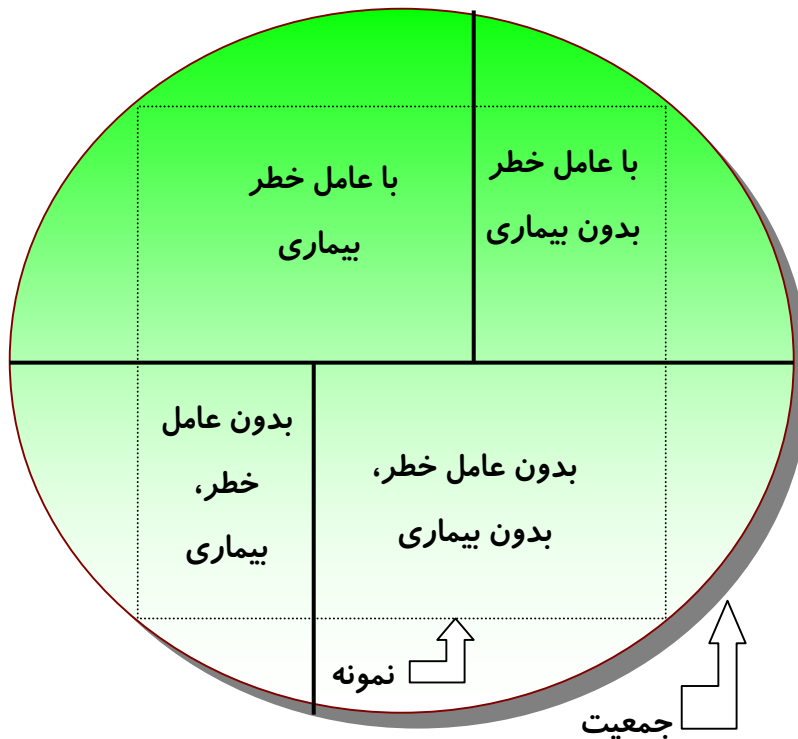 با عامل خطر
بدون بیماری
با عامل خطر
بیماری
بدون عامل خطر،
بدون بیماری
بدون عامل
خطر،
بیماری
نمونه
جمعیت